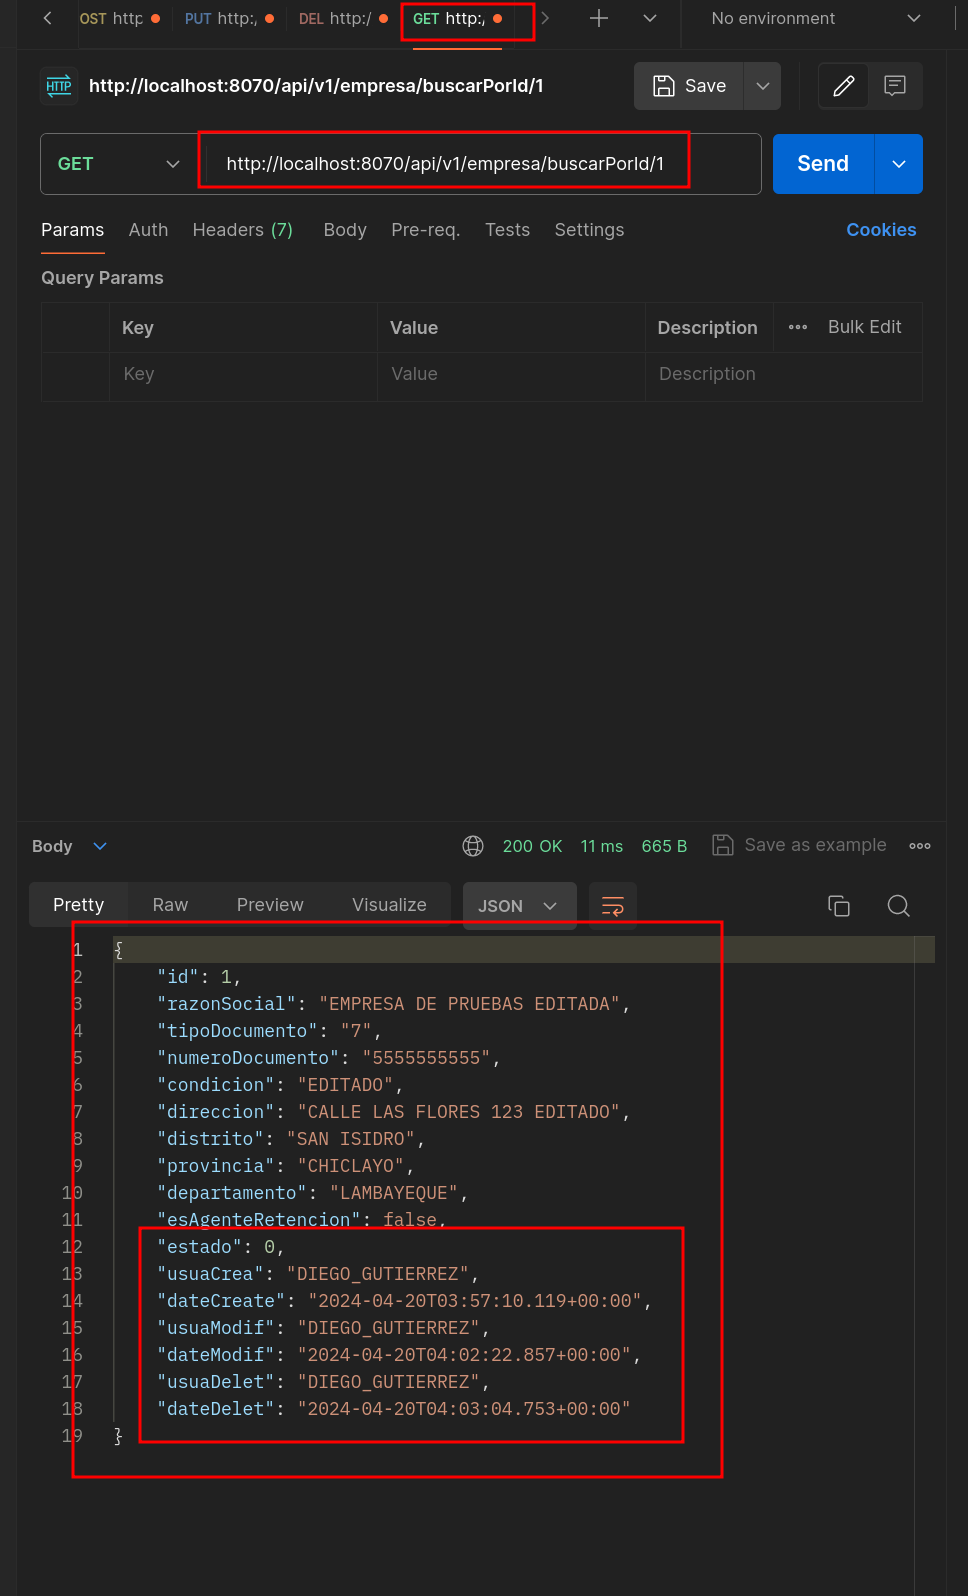 OST http
PUT http:/
DEL http:/
GET http:/
No environment
HTTP
http://localhost:8070/api/v1/empresa/buscarPorId/1
Save
GET
http://localhost:8070/api/v1/empresa/buscarPorId/1
Send
Params
Auth
Headers (7)
Body
Pre-req.
Tests
Settings
Cookies
Query Params
Key
Value
Description
Bulk Edit
Key
Value
Description
Body
200 OK
11 ms
665 B
Save as example
Pretty
Raw
Preview
Visualize
JSON
1 {
2 "id": 1,
3 "razonSocial": "EMPRESA DE PRUEBAS EDITADA",
4 "tipoDocumento": "7",
5 "numeroDocumento": "5555555555",
6 "condicion": "EDITADO",
7 "direccion": "CALLE LAS FLORES 123 EDITADO",
8 "distrito": "SAN ISIDRO",
9 "provincia": "CHICLAYO",
10 "departamento": "LAMBAYEQUE",
11 "esAgenteRetencion": false,
12 "estado": 0,
13 "usuaCrea": "DIEGO_GUTIERREZ",
14 "dateCreate": "2024-04-20T03:57:10.119+00:00",
15 "usuaModif": "DIEGO_GUTIERREZ",
16 "dateModif": "2024-04-20T04:02:22.857+00:00",
17 "usuaDelet": "DIEGO_GUTIERREZ",
18 "dateDelet": "2024-04-20T04:03:04.753+00:00"
19 }